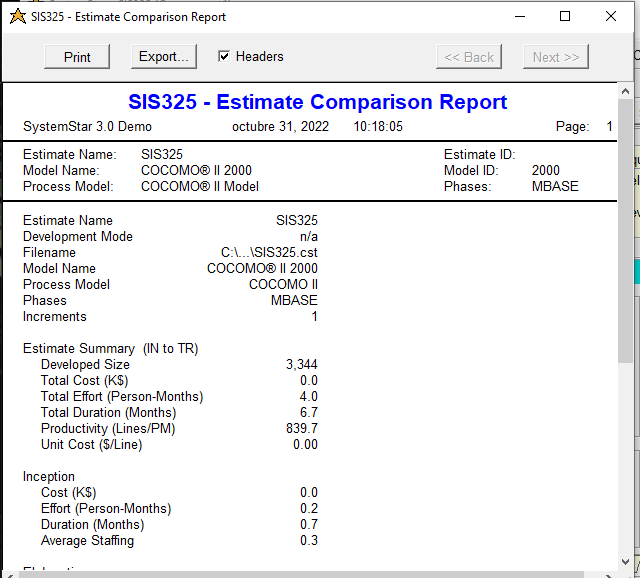 SIS325 - Estimate Comparison Report
Print Export... Headers << Back Next >>
SIS325 - Estimate Comparison Report
SystemStar 3.0 Demo octubre 31, 2022 10:18:05 Page: 1
Estimate Name: SIS325 Estimate ID:
Model Name: COCOMO® II 2000 Model ID: 2000
Process Model: COCOMO® II Model Phases: MBASE
Estimate Name SIS325
Development Mode n/a
Filename C:\...\SIS325.cst
Model Name COCOMO® II 2000
Process Model COCOMO II
Phases MBASE
Increments 1
Estimate Summary (IN to TR)
Developed Size 3,344
Total Cost (K$) 0.0
Total Effort (Person-Months) 4.0
Total Duration (Months) 6.7
Productivity (Lines/PM) 839.7
Unit Cost ($/Line) 0.00
Inception
Cost (K$) 0.0
Effort (Person-Months) 0.2
Duration (Months) 0.7
Average Staffing 0.3